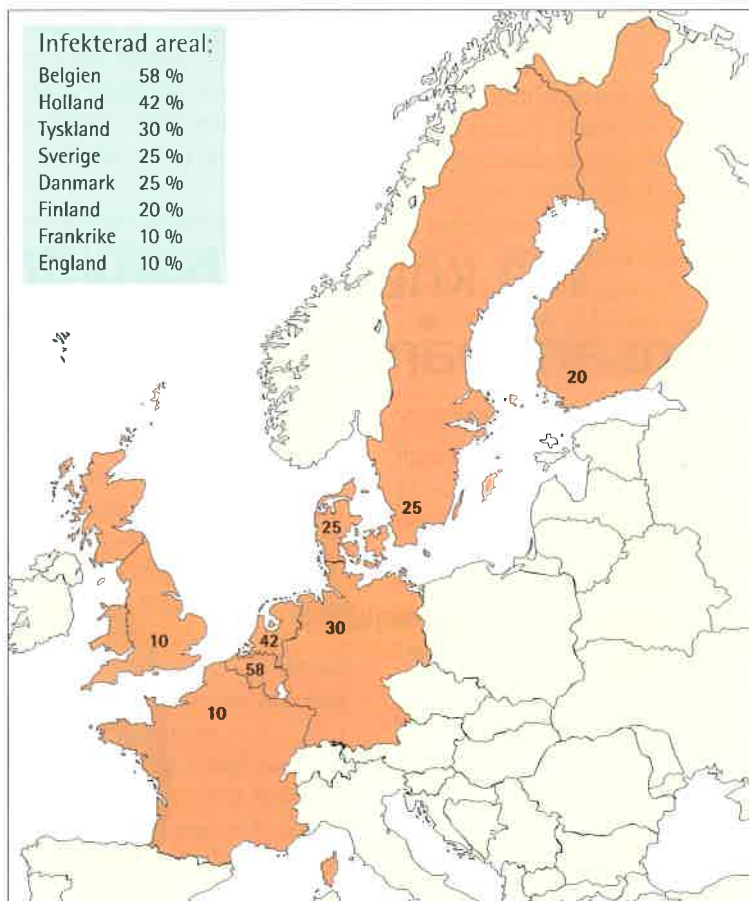 Infekterad areal:
Belgien 58 %
Holland 42 %
Tyskland 30 %
Sverige 25 %
Danmark 25 %
Finland 20 %
Frankrike 10 %
England 10 %
20
25
25
10
42
30
58
10